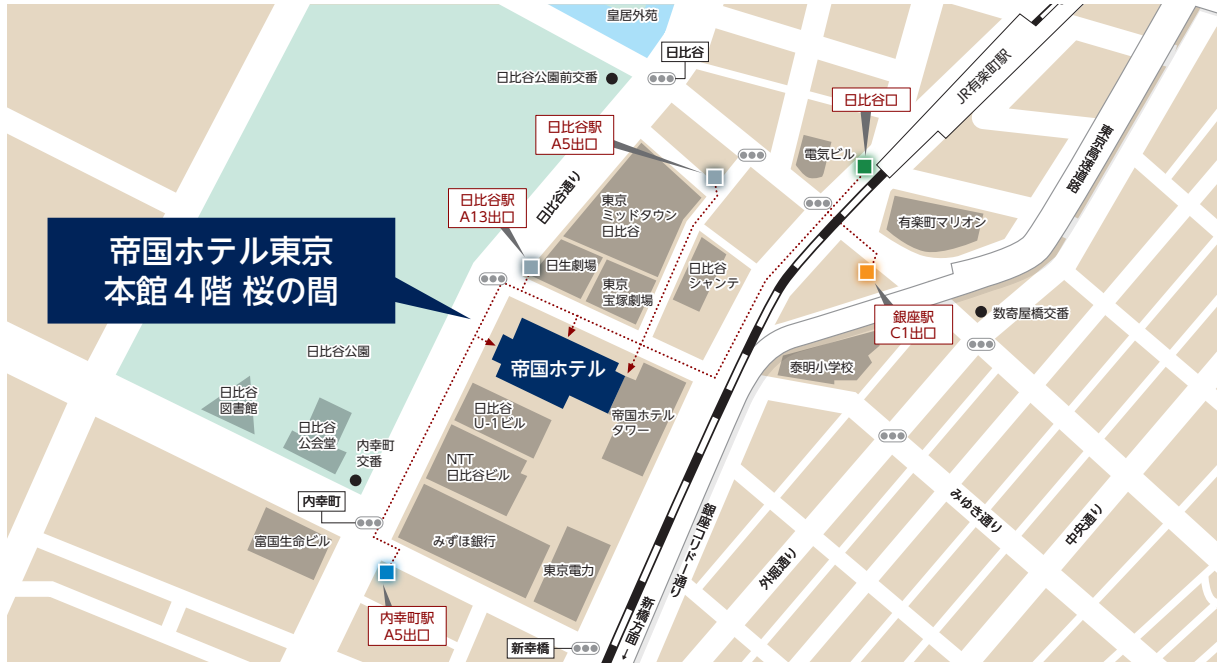 皇居外苑
日比谷
日比谷公園前交番
JR有楽町駅
日比谷口
日比谷駅
A5出口
電気ビル
東京高速道路
日比谷通り
日比谷駅
A13出口
東京
ミッドタウン
日比谷
有楽町マリオン
帝国ホテル東京
本館4階 桜の間
日生劇場
日比谷
シャンテ
東京
宝塚劇場
銀座駅
C1出口
数寄屋橋交番
日比谷公園
帝国ホテル
泰明小学校
日比谷
図書館
日比谷
公会堂
日比谷
U-1ビル
帝国ホテル
タワー
内幸町
交番
NTT
日比谷ビル
内幸町
みゆき通り
中央通り
銀座コリドー通り
富国生命ビル
みずほ銀行
東京電力
外堀通り
内幸町駅
A5出口
新橋方面→
新幸橋